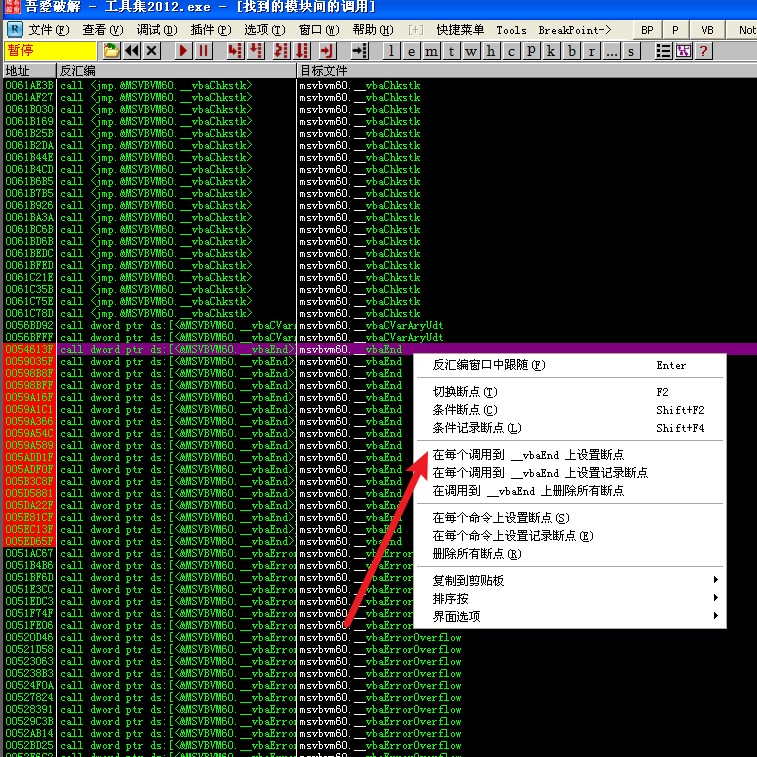 吾爱破解 - 工具集2012.exe - [找到的模块间的调用]
文件(F) 查看(V) 调试(D) 插件(P) 选项(T) 窗口(W) 帮助(H) [+] 快捷菜单 Tools BreakPoint-> BP P VB Not
暂停 l e m t w h c P k b r ... s ?
地址 反汇编 目标文件
0061AE3B call <jmp.&MSVBVM60.__vbaChkstk> msvbvm60.__vbaChkstk
0061AF27 call <jmp.&MSVBVM60.__vbaChkstk> msvbvm60.__vbaChkstk
0061B030 call <jmp.&MSVBVM60.__vbaChkstk> msvbvm60.__vbaChkstk
0061B169 call <jmp.&MSVBVM60.__vbaChkstk> msvbvm60.__vbaChkstk
0061B25B call <jmp.&MSVBVM60.__vbaChkstk> msvbvm60.__vbaChkstk
0061B2DA call <jmp.&MSVBVM60.__vbaChkstk> msvbvm60.__vbaChkstk
0061B44E call <jmp.&MSVBVM60.__vbaChkstk> msvbvm60.__vbaChkstk
0061B4CD call <jmp.&MSVBVM60.__vbaChkstk> msvbvm60.__vbaChkstk
0061B6B5 call <jmp.&MSVBVM60.__vbaChkstk> msvbvm60.__vbaChkstk
0061B7B5 call <jmp.&MSVBVM60.__vbaChkstk> msvbvm60.__vbaChkstk
0061B926 call <jmp.&MSVBVM60.__vbaChkstk> msvbvm60.__vbaChkstk
0061BA3A call <jmp.&MSVBVM60.__vbaChkstk> msvbvm60.__vbaChkstk
0061BC6B call <jmp.&MSVBVM60.__vbaChkstk> msvbvm60.__vbaChkstk
0061BD6B call <jmp.&MSVBVM60.__vbaChkstk> msvbvm60.__vbaChkstk
0061BEDC call <jmp.&MSVBVM60.__vbaChkstk> msvbvm60.__vbaChkstk
0061BFED call <jmp.&MSVBVM60.__vbaChkstk> msvbvm60.__vbaChkstk
0061C21E call <jmp.&MSVBVM60.__vbaChkstk> msvbvm60.__vbaChkstk
0061C35B call <jmp.&MSVBVM60.__vbaChkstk> msvbvm60.__vbaChkstk
0061C75E call <jmp.&MSVBVM60.__vbaChkstk> msvbvm60.__vbaChkstk
0061C78D call <jmp.&MSVBVM60.__vbaChkstk> msvbvm60.__vbaChkstk
0056BD92 call dword ptr ds:[<&MSVBVM60.__vbaCVar msvbvm60.__vbaCVarAryUdt
0056BFFF call dword ptr ds:[<&MSVBVM60.__vbaCVar msvbvm60.__vbaCVarAryUdt
0054613F call dword ptr ds:[<&MSVBVM60.__vbaEnd> msvbvm60.__vbaEnd
0059035F call dword ptr ds:[<&MSVBVM60.__vbaEnd> msvbvm60.__vbaEnd
00598B8F call dword ptr ds:[<&MSVBVM60.__vbaEnd> msvbvm60.__vbaEnd
00598BFF call dword ptr ds:[<&MSVBVM60.__vbaEnd> msvbvm60.__vbaEnd
0059A16F call dword ptr ds:[<&MSVBVM60.__vbaEnd> msvbvm60.__vbaEnd
0059A1C1 call dword ptr ds:[<&MSVBVM60.__vbaEnd> msvbvm60.__vbaEnd
0059A366 call dword ptr ds:[<&MSVBVM60.__vbaEnd> msvbvm60.__vbaEnd
0059A54C call dword ptr ds:[<&MSVBVM60.__vbaEnd> msvbvm60.__vbaEnd
0059A589 call dword ptr ds:[<&MSVBVM60.__vbaEnd> msvbvm60.__vbaEnd
005ADD1F call dword ptr ds:[<&MSVBVM60.__vbaEnd> msvbvm60.__vbaEnd
005ADF0F call dword ptr ds:[<&MSVBVM60.__vbaEnd> msvbvm60.__vbaEnd
005B3C8F call dword ptr ds:[<&MSVBVM60.__vbaEnd> msvbvm60.__vbaEnd
005D5881 call dword ptr ds:[<&MSVBVM60.__vbaEnd> msvbvm60.__vbaEnd
005DA22F call dword ptr ds:[<&MSVBVM60.__vbaEnd> msvbvm60.__vbaEnd
005E81CF call dword ptr ds:[<&MSVBVM60.__vbaEnd> msvbvm60.__vbaEnd
005EC13F call dword ptr ds:[<&MSVBVM60.__vbaEnd> msvbvm60.__vbaEnd
005ED65F call dword ptr ds:[<&MSVBVM60.__vbaEnd> msvbvm60.__vbaEnd
0051AC67 call dword ptr ds:[<&MSVBVM60.__vbaErro msvbvm60.__vbaError
0051B4B6 call dword ptr ds:[<&MSVBVM60.__vbaErro msvbvm60.__vbaError
0051BF6D call dword ptr ds:[<&MSVBVM60.__vbaErro msvbvm60.__vbaError
0051E3CC call dword ptr ds:[<&MSVBVM60.__vbaErro msvbvm60.__vbaError
0051EDC3 call dword ptr ds:[<&MSVBVM60.__vbaErro msvbvm60.__vbaError
0051F74F call dword ptr ds:[<&MSVBVM60.__vbaErro msvbvm60.__vbaError
0051FE06 call dword ptr ds:[<&MSVBVM60.__vbaErro msvbvm60.__vbaError
00520D46 call dword ptr ds:[<&MSVBVM60.__vbaErro msvbvm60.__vbaErrorOverflow
00521D58 call dword ptr ds:[<&MSVBVM60.__vbaErro msvbvm60.__vbaErrorOverflow
00523063 call dword ptr ds:[<&MSVBVM60.__vbaErro msvbvm60.__vbaErrorOverflow
005238B3 call dword ptr ds:[<&MSVBVM60.__vbaErro msvbvm60.__vbaErrorOverflow
00524F0A call dword ptr ds:[<&MSVBVM60.__vbaErro msvbvm60.__vbaErrorOverflow
00527824 call dword ptr ds:[<&MSVBVM60.__vbaErro msvbvm60.__vbaErrorOverflow
00528391 call dword ptr ds:[<&MSVBVM60.__vbaErro msvbvm60.__vbaErrorOverflow
00529C3B call dword ptr ds:[<&MSVBVM60.__vbaErro msvbvm60.__vbaErrorOverflow
0052AB14 call dword ptr ds:[<&MSVBVM60.__vbaErro msvbvm60.__vbaErrorOverflow
0052BD25 call dword ptr ds:[<&MSVBVM60.__vbaErro msvbvm60.__vbaErrorOverflow
反汇编窗口中跟随(F) Enter
切换断点(T) F2
条件断点(C) Shift+F2
条件记录断点(L) Shift+F4
在每个调用到 __vbaEnd 上设置断点
在每个调用到 __vbaEnd 上设置记录断点
在调用到 __vbaEnd 上删除所有断点
在每个命令上设置断点(S)
在每个命令上设置记录断点(E)
删除所有断点(R)
复制到剪贴板
排序按
界面选项